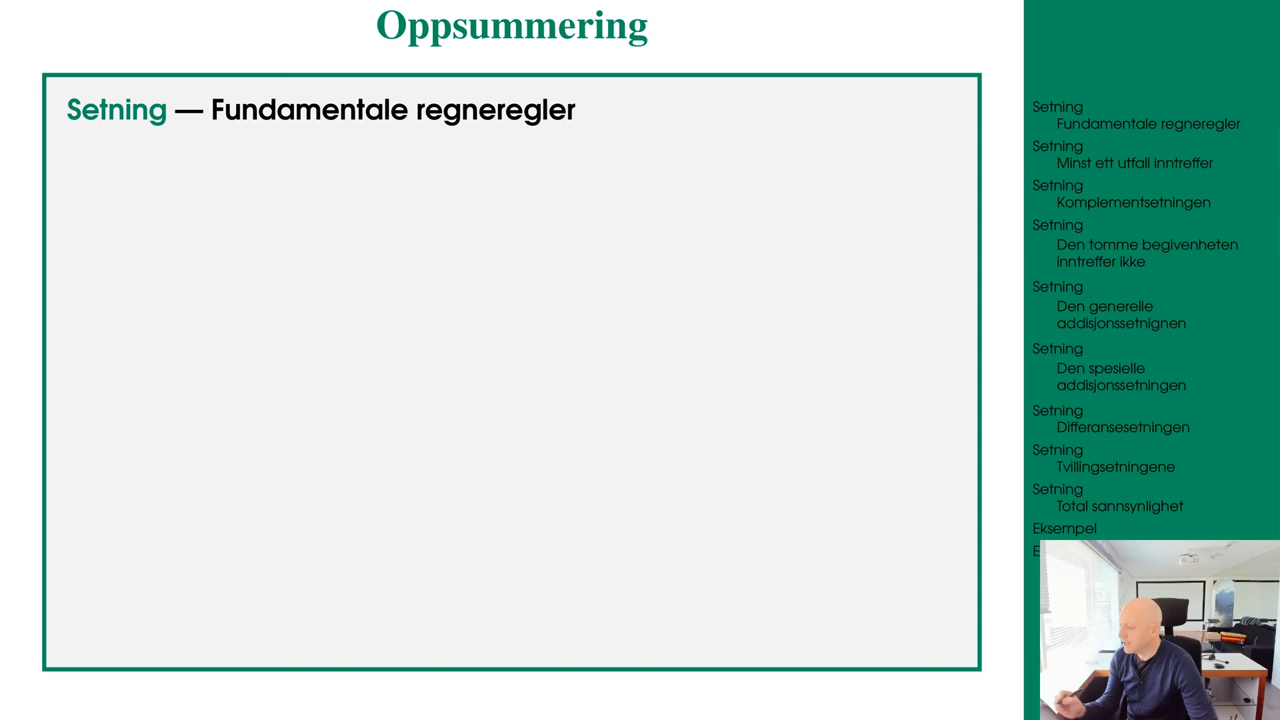 Oppsummering
Setning — Fundamentale regneregler
Setning
Fundamentale regneregler
Setning
Minst ett utfall inntreffer
Setning
Komplementsetningen
Setning
Den tomme begivenheten
inntreffer ikke
Setning
Den generelle
addisjonssetnignen
Setning
Den spesielle
addisjonssetningen
Setning
Differansesetningen
Setning
Tvillingsetningene
Setning
Total sannsynlighet
Eksempel